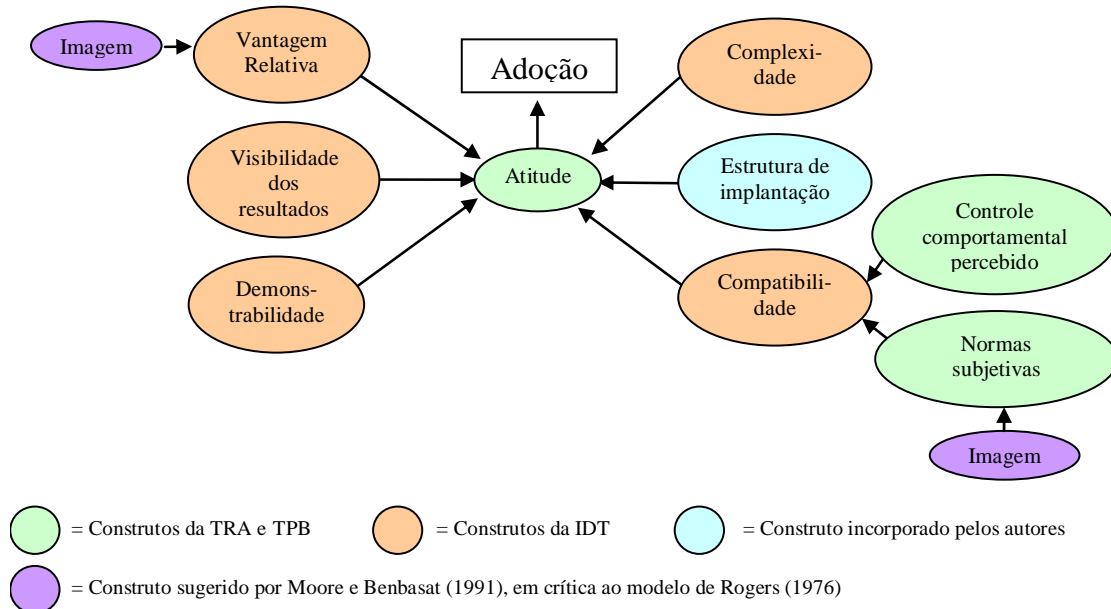 Imagem
Vantagem
Relativa
Adoção
Complexi-
dade
Visibilidade
dos
resultados
Atitude
Estrutura de
implantação
Controle
comportamental
percebido
Demons-
trabilidade
Compatibili-
dade
Normas
subjetivas
Imagem
= Construtos da TRA e TPB
= Construtos da IDT
= Construto incorporado pelos autores
= Construto sugerido por Moore e Benbasat (1991), em crítica ao modelo de Rogers (1976)